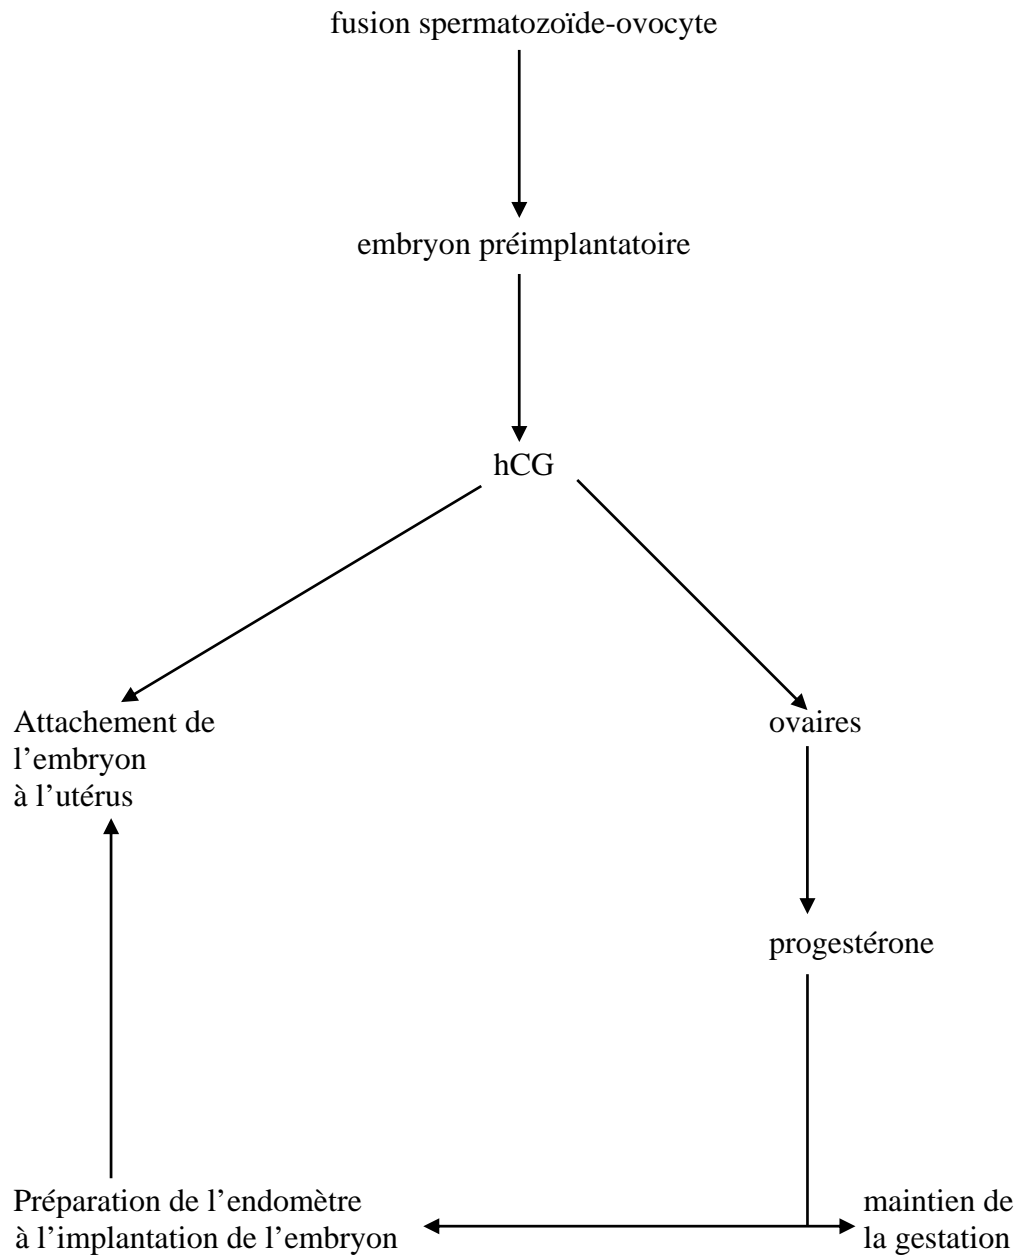 fusion spermatozoïde-ovocyte
embryon préimplantatoire
hCG
Attachement de
l’embryon
à l’utérus
ovaires
progestérone
Préparation de l’endomètre
à l’implantation de l’embryon
maintien de
la gestation